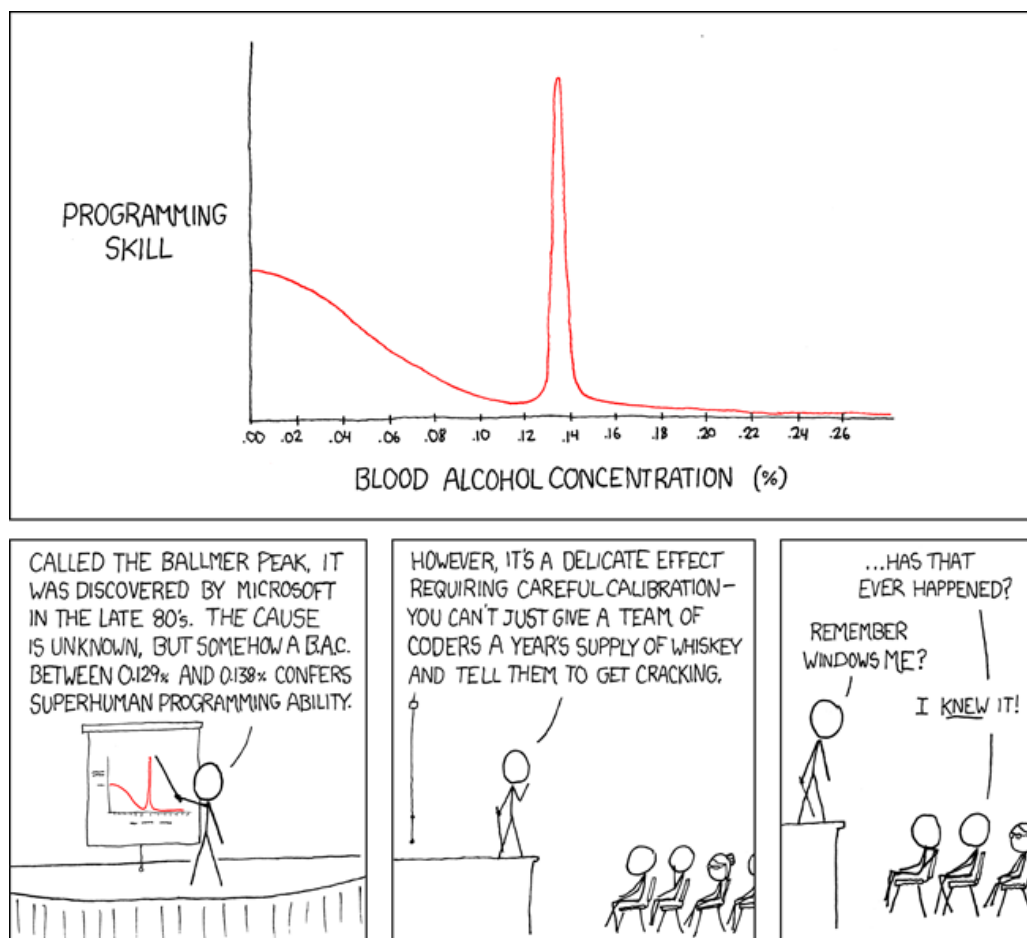 PROGRAMMING
SKILL
.00 .02 .04 .06 .08 .10 .12 .14 .16 .18 .20 .22 .24 .26
BLOOD ALCOHOL CONCENTRATION (%)
CALLED THE BALLMER PEAK, IT
WAS DISCOVERED BY MICROSOFT
IN THE LATE 80's. THE CAUSE
IS UNKNOWN, BUT SOMEHOW A B.A.C.
BETWEEN 0.129% AND 0.138% CONFERS
SUPERHUMAN PROGRAMMING ABILITY.
HOWEVER, IT'S A DELICATE EFFECT
REQUIRING CAREFUL CALIBRATION—
YOU CAN'T JUST GIVE A TEAM OF
CODERS A YEAR'S SUPPLY OF WHISKEY
AND TELL THEM TO GET CRACKING.
...HAS THAT
EVER HAPPENED?
REMEMBER
WINDOWS ME?
I KNEW IT!